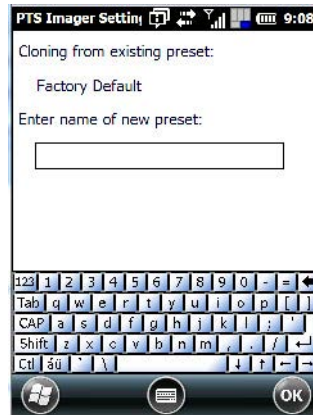 PTS Imager Settin 9:08
Cloning from existing preset:
Factory Default
Enter name of new preset:
123 1 2 3 4 5 6 7 8 9 0 - =
Tab q w e r t y u i o p [ ]
CAP a s d f g h j k l ; '
Shift z x c v b n m , . /
Ctl áü ` \
OK